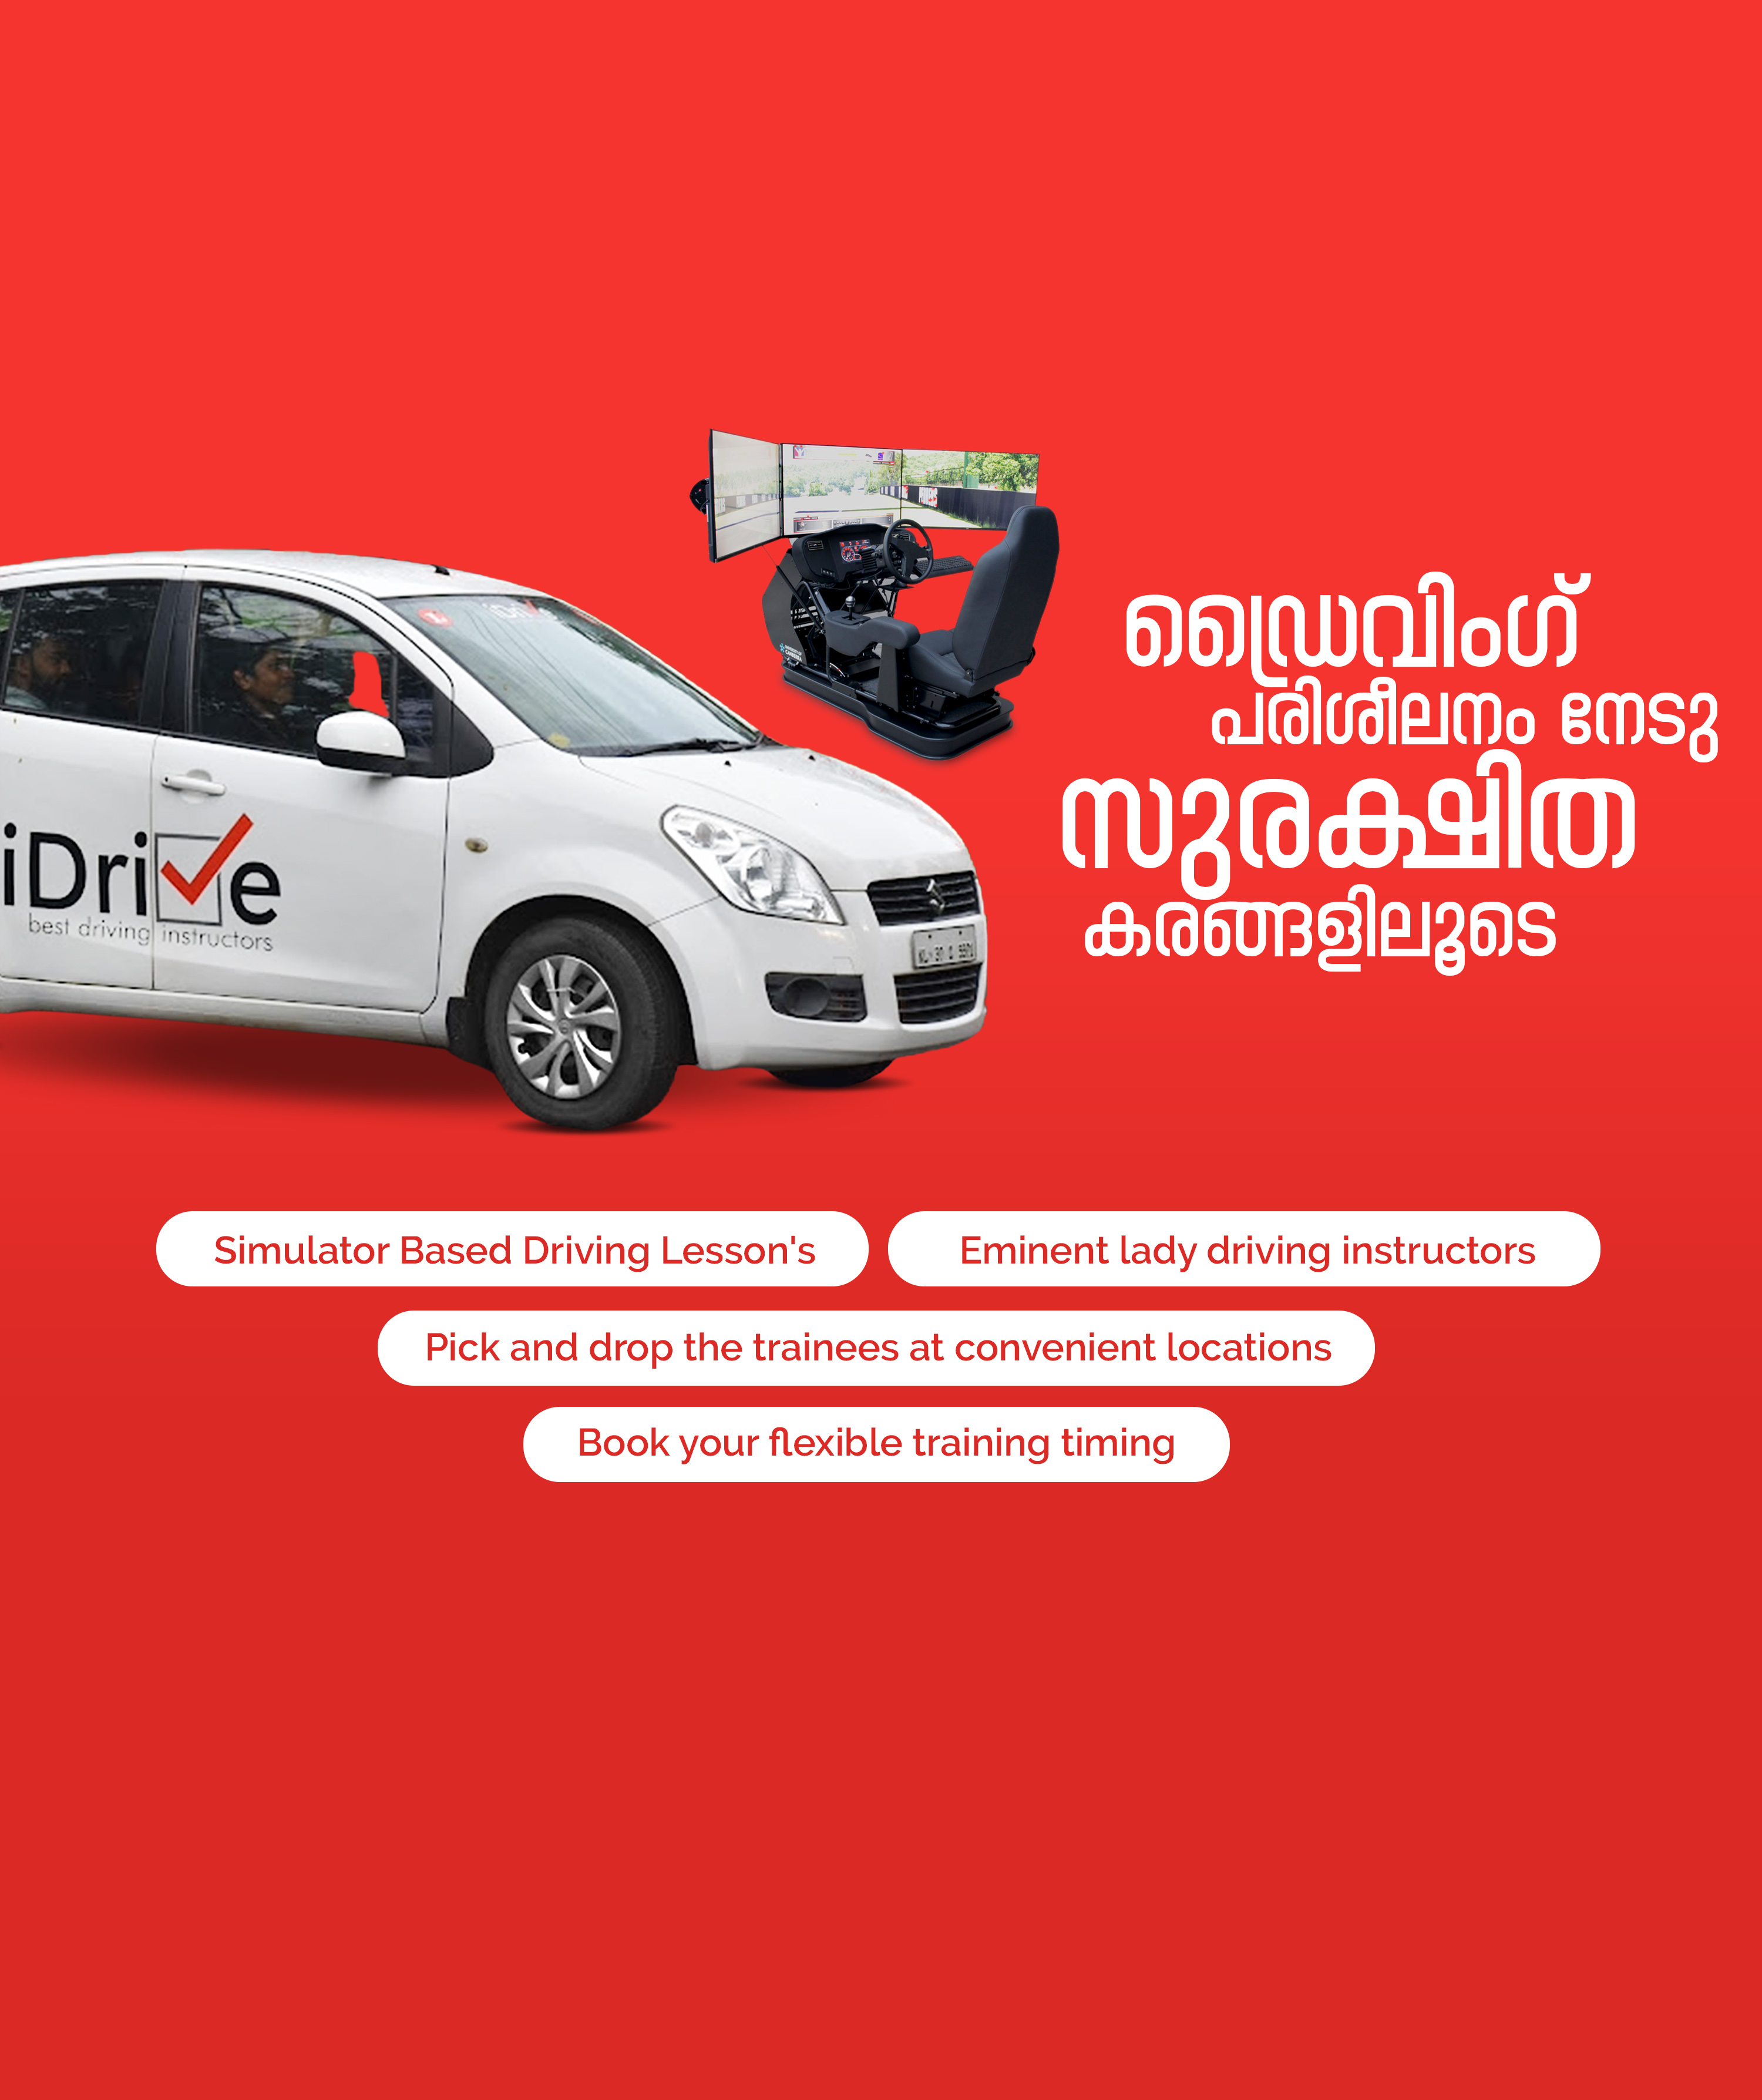 ഡ്രൈവിംഗ്
പരിശീലനം നേടു
സുരക്ഷിത
കരങ്ങളിലൂടെ
iDrive
best driving instructors
Simulator Based Driving Lesson's
Eminent lady driving instructors
Pick and drop the trainees at convenient locations
Book your flexible training timing